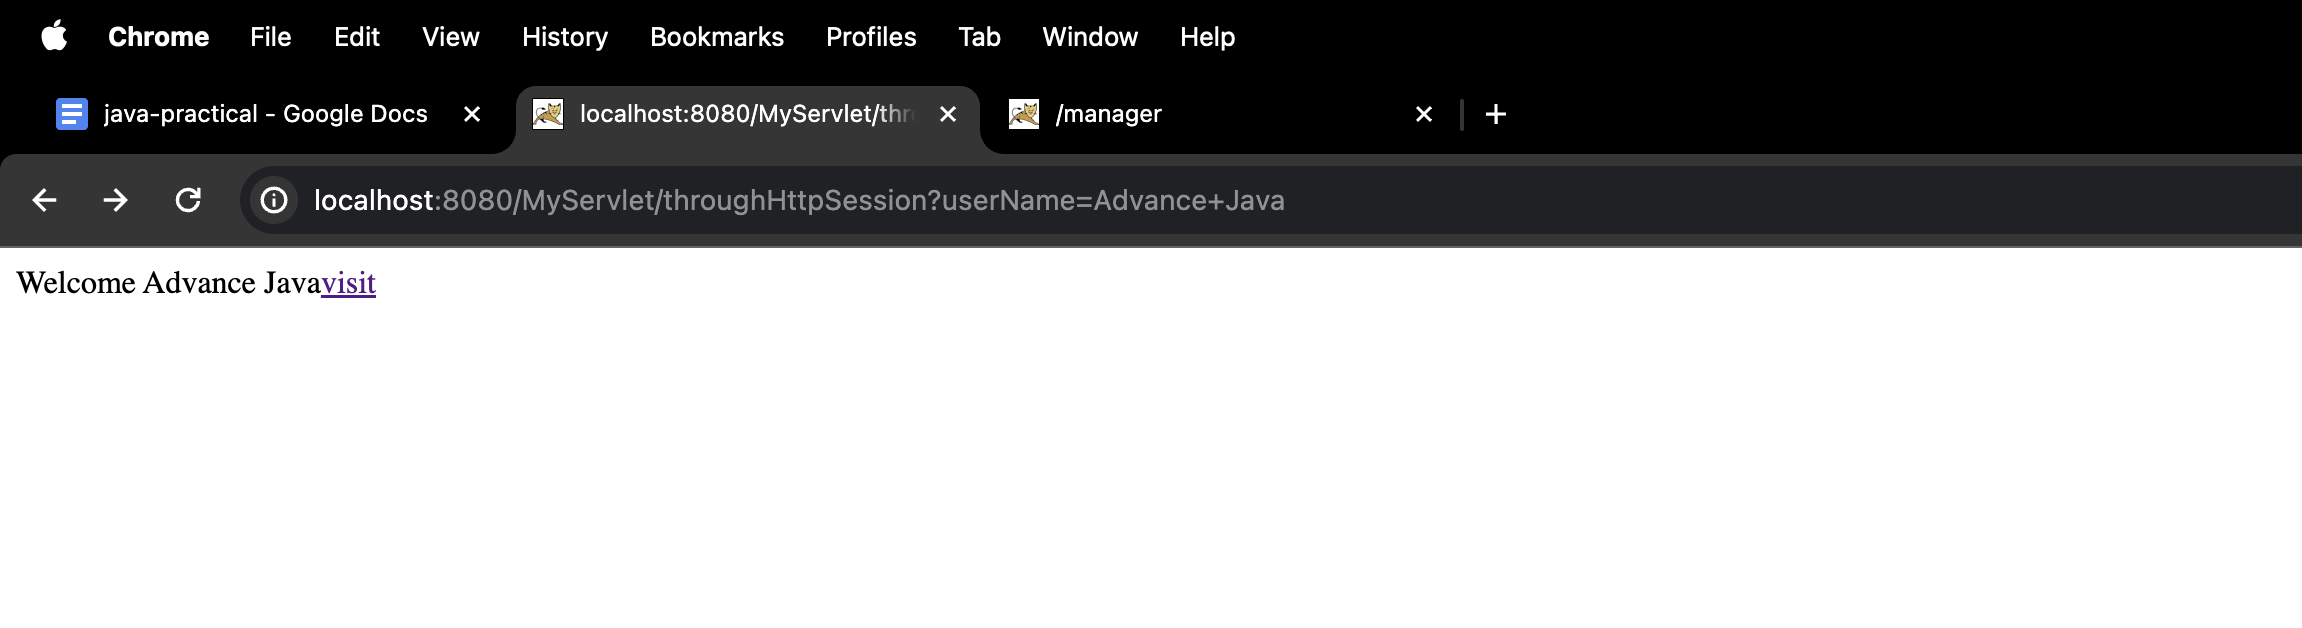 Chrome File Edit View History Bookmarks Profiles Tab Window Help
java-practical - Google Docs localhost:8080/MyServlet/thr /manager
localhost:8080/MyServlet/throughHttpSession?userName=Advance+Java
Welcome Advance Javavisit